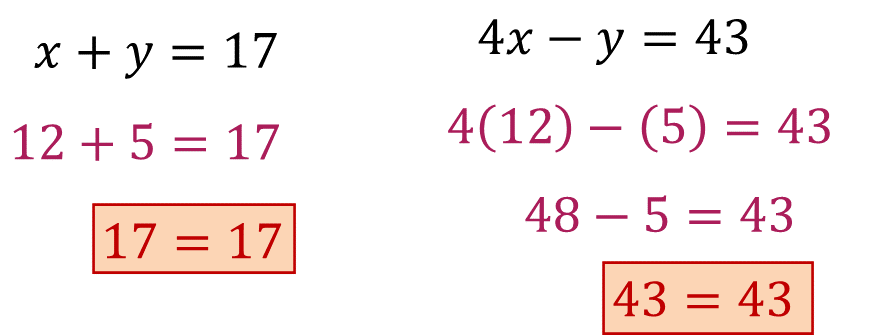 x + y = 17
12 + 5 = 17
17 = 17
4x − y = 43
4(12) − (5) = 43
48 − 5 = 43
43 = 43